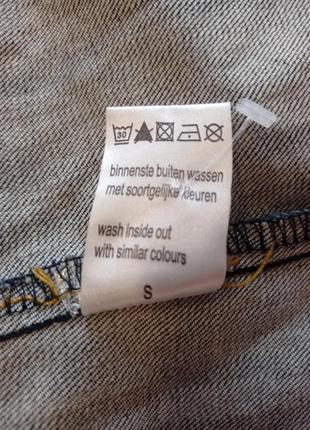 30
binnenste buiten wassen
met soortgelijke kleuren
wash inside out
with similar colours
S